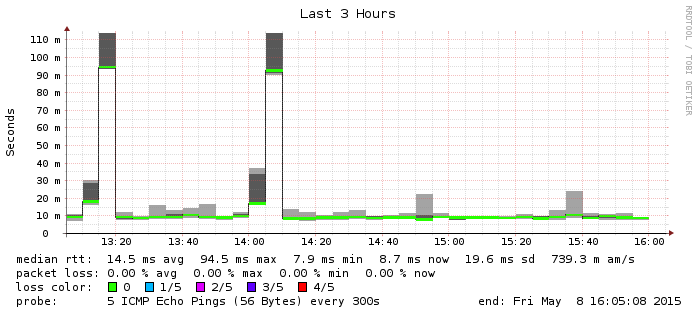 Last 3 Hours
RRDTOOL / TOBI OETIKER
Seconds
110 m
100 m
90 m
80 m
70 m
60 m
50 m
40 m
30 m
20 m
10 m
0
13:20 13:40 14:00 14:20 14:40 15:00 15:20 15:40 16:00
median rtt: 14.5 ms avg 94.5 ms max 7.9 ms min 8.7 ms now 19.6 ms sd 739.3 m am/s
packet loss: 0.00 % avg 0.00 % max 0.00 % min 0.00 % now
loss color: 0 1/5 2/5 3/5 4/5
probe: 5 ICMP Echo Pings (56 Bytes) every 300s end: Fri May 8 16:05:08 2015